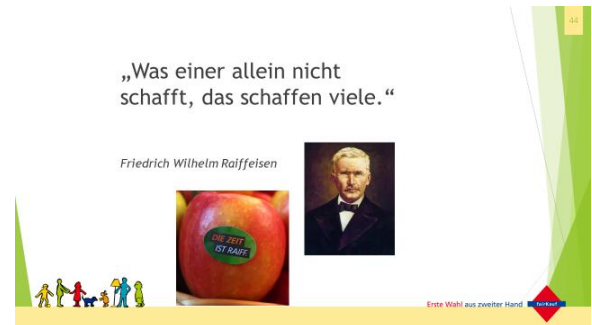 44
„Was einer allein nicht
schafft, das schaffen viele.“
Friedrich Wilhelm Raiffeisen
DIE ZEIT
IST RAIFF
Erste Wahl aus zweiter Hand
fairKauf